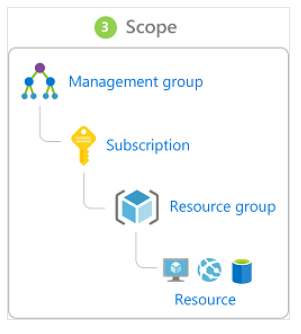 3 Scope
Management group
Subscription
Resource group
Resource